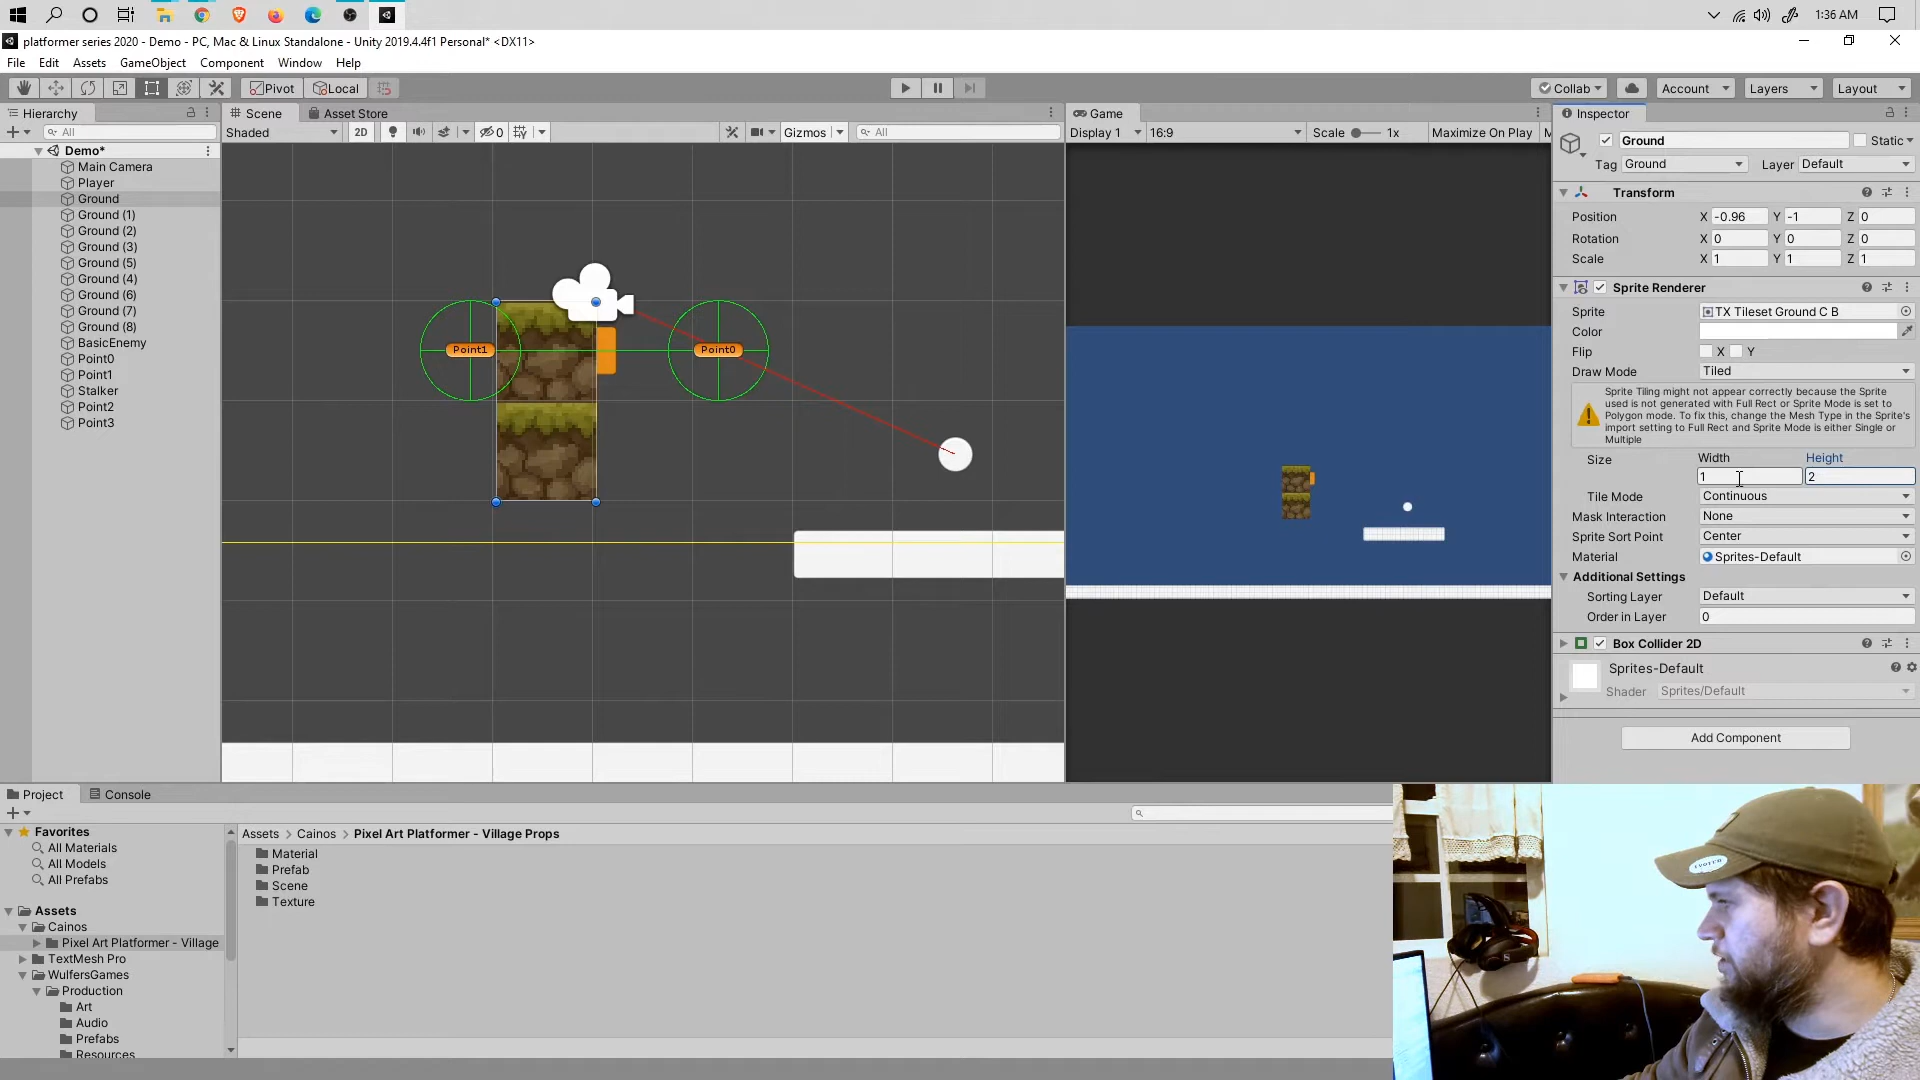 1:36 AM
platformer series 2020 - Demo - PC, Mac & Linux Standalone - Unity 2019.4.4f1 Personal* <DX11>
File Edit Assets GameObject Component Window Help
Pivot Local Collab Account Layers Layout
Hierarchy
All
Demo*
Main Camera
Player
Ground
Ground (1)
Ground (2)
Ground (3)
Ground (5)
Ground (4)
Ground (6)
Ground (7)
Ground (8)
BasicEnemy
Point0
Point1
Stalker
Point2
Point3
Scene Asset Store
Shaded 2D 0 Gizmos All
Point1 Point0
Game
Display 1 16:9 Scale 1x Maximize On Play M
Inspector
Ground Static
Tag Ground Layer Default
Transform
Position X -0.96 Y -1 Z 0
Rotation X 0 Y 0 Z 0
Scale X 1 Y 1 Z 1
Sprite Renderer
Sprite TX Tileset Ground C B
Color
Flip X Y
Draw Mode Tiled
Sprite Tiling might not appear correctly because the Sprite
used is not generated with Full Rect or Sprite Mode is set to
Polygon mode. To fix this, change the Mesh Type in the Sprite's
import setting to Full Rect and Sprite Mode is either Single or
Multiple
Size Width Height
1 2
Tile Mode Continuous
Mask Interaction None
Sprite Sort Point Center
Material Sprites-Default
Additional Settings
Sorting Layer Default
Order in Layer 0
Box Collider 2D
Sprites-Default
Shader Sprites/Default
Add Component
Project Console
Favorites
All Materials
All Models
All Prefabs
Assets
Cainos
Pixel Art Platformer - Village
TextMesh Pro
WulfersGames
Production
Art
Audio
Prefabs
Resources
Assets > Cainos > Pixel Art Platformer - Village Props
Material
Prefab
Scene
Texture